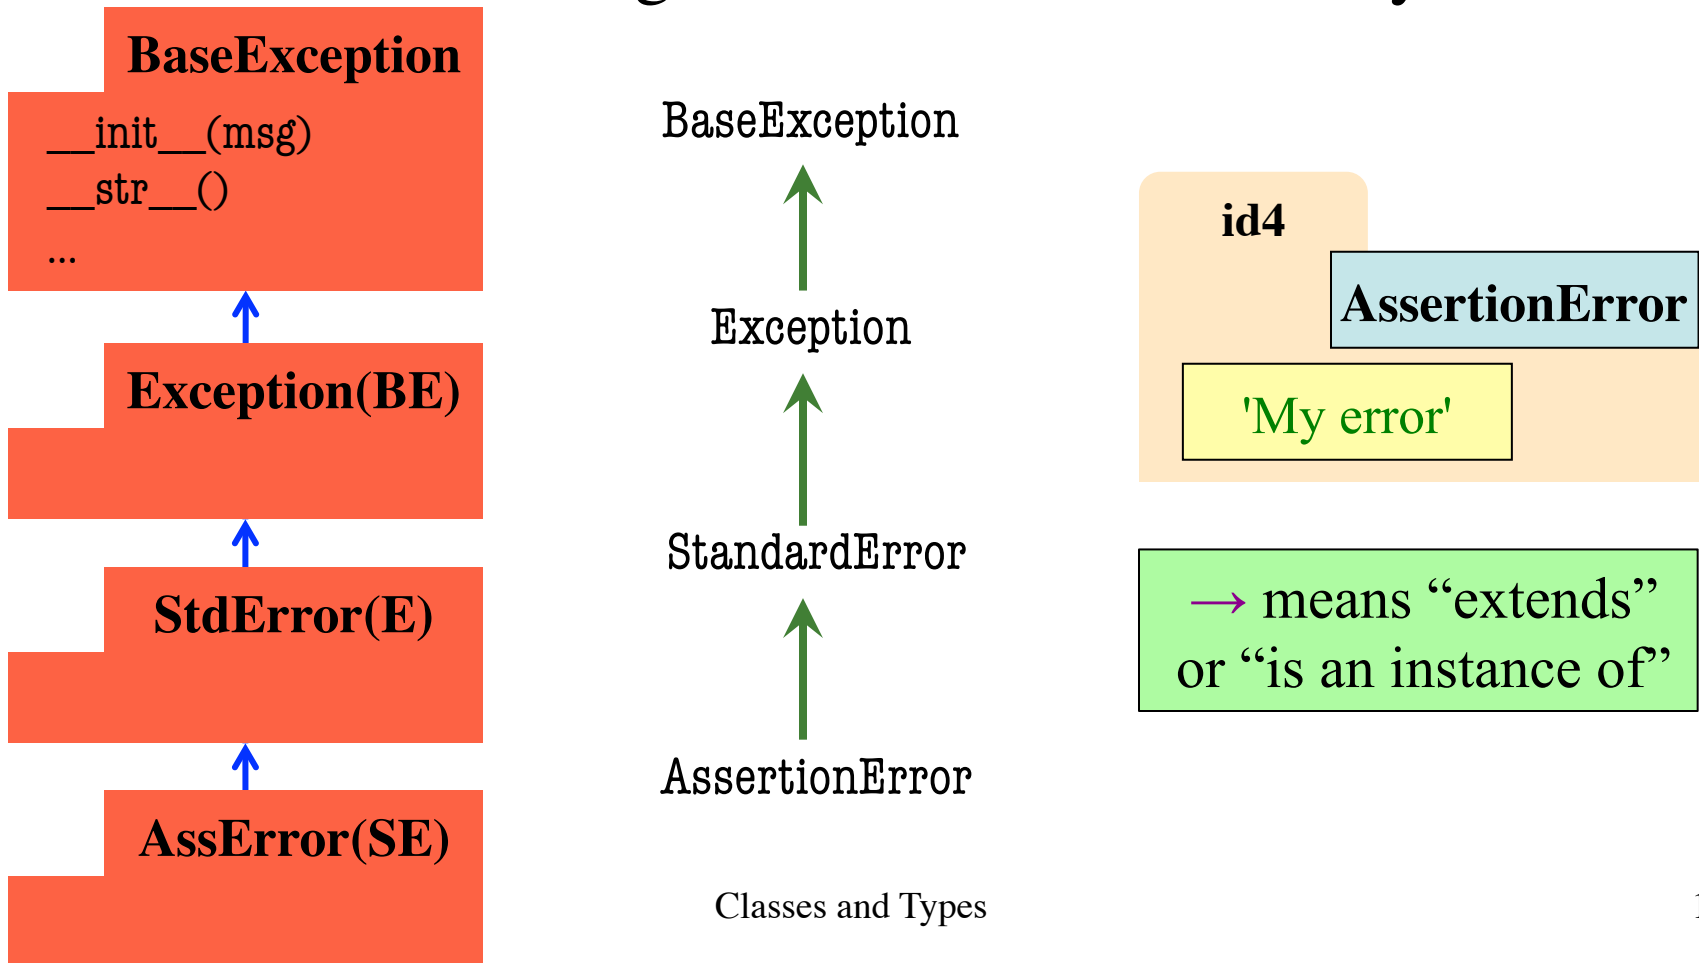 BaseException
__init__(msg)
__str__()
...
Exception(BE)
StdError(E)
AssError(SE)
BaseException
Exception
StandardError
AssertionError
id4
AssertionError
'My error'
→ means “extends”
or “is an instance of”
Classes and Types